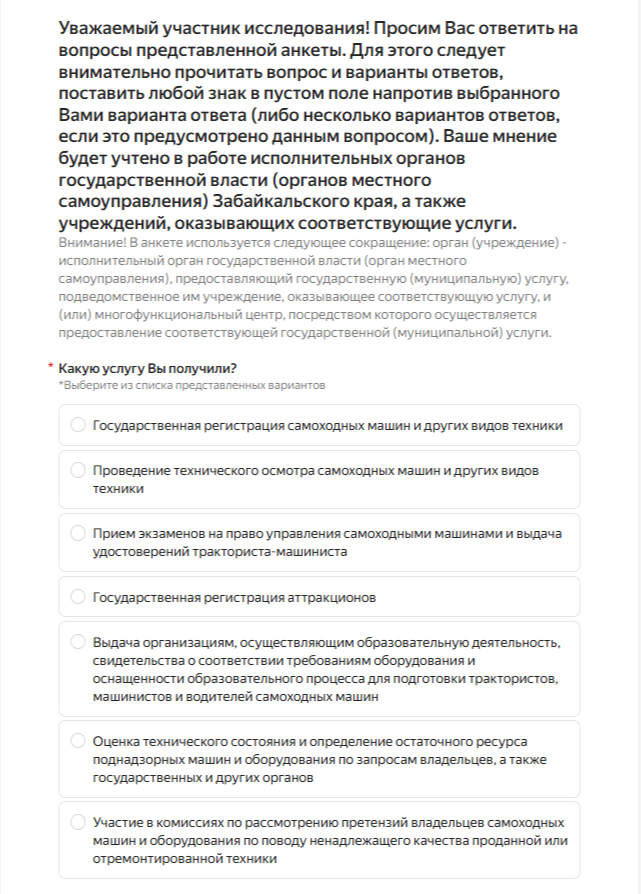 Уважаемый участник исследования! Просим Вас ответить на
вопросы представленной анкеты. Для этого следует
внимательно прочитать вопрос и варианты ответов,
поставить любой знак в пустом поле напротив выбранного
Вами варианта ответа (либо несколько вариантов ответов,
если это предусмотрено данным вопросом). Ваше мнение
будет учтено в работе исполнительных органов
государственной власти (органов местного
самоуправления) Забайкальского края, а также
учреждений, оказывающих соответствующие услуги.
Внимание! В анкете используется следующее сокращение: орган (учреждение) -
исполнительный орган государственной власти (орган местного
самоуправления), предоставляющий государственную (муниципальную) услугу,
подведомственное им учреждение, оказывающее соответствующую услугу, и
(или) многофункциональный центр, посредством которого осуществляется
предоставление соответствующей государственной (муниципальной) услуги.
* Какую услугу Вы получили?
*Выберите из списка представленных вариантов
Государственная регистрация самоходных машин и других видов техники
Проведение технического осмотра самоходных машин и других видов
техники
Прием экзаменов на право управления самоходными машинами и выдача
удостоверений тракториста-машиниста
Государственная регистрация аттракционов
Выдача организациям, осуществляющим образовательную деятельность,
свидетельства о соответствии требованиям оборудования и
оснащенности образовательного процесса для подготовки трактористов,
машинистов и водителей самоходных машин
Оценка технического состояния и определение остаточного ресурса
поднадзорных машин и оборудования по запросам владельцев, а также
государственных и других органов
Участие в комиссиях по рассмотрению претензий владельцев самоходных
машин и оборудования по поводу ненадлежащего качества проданной или
отремонтированной техники